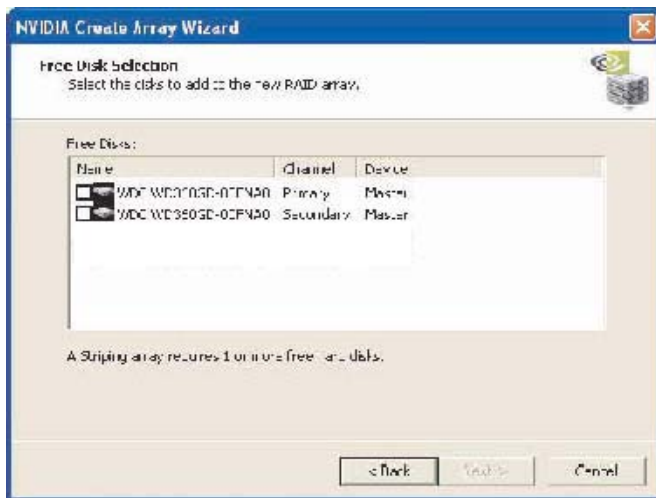 NVIDIA Create Array Wizard
Free Disk Selection
Select the disks to add to the new RAID array.
Free Disks:
Name Channel Device
WDC Primary Master
WDC Secondary Master
A Striping array requires 1 or more free hard disks.
< Back Next > Cancel